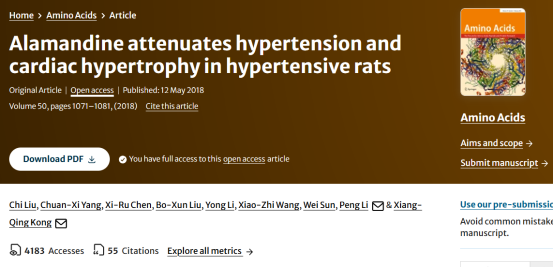 Home > Amino Acids > Article
Alamandine attenuates hypertension and
cardiac hypertrophy in hypertensive rats
Original Article | Open access | Published: 12 May 2018
Volume 50, pages 1071–1081, (2018) Cite this article
Download PDF
You have full access to this open access article
Amino Acids
Amino Acids
Aims and scope →
Submit manuscript →
Chi Liu, Chuan-Xi Yang, Xi-Ru Chen, Bo-Xun Liu, Yong Li, Xiao-Zhi Wang, Wei Sun, Peng Li & Xiang-
Qing Kong
4183 Accesses 55 Citations Explore all metrics →
Use our pre-submissio
Avoid common mistake
manuscript.